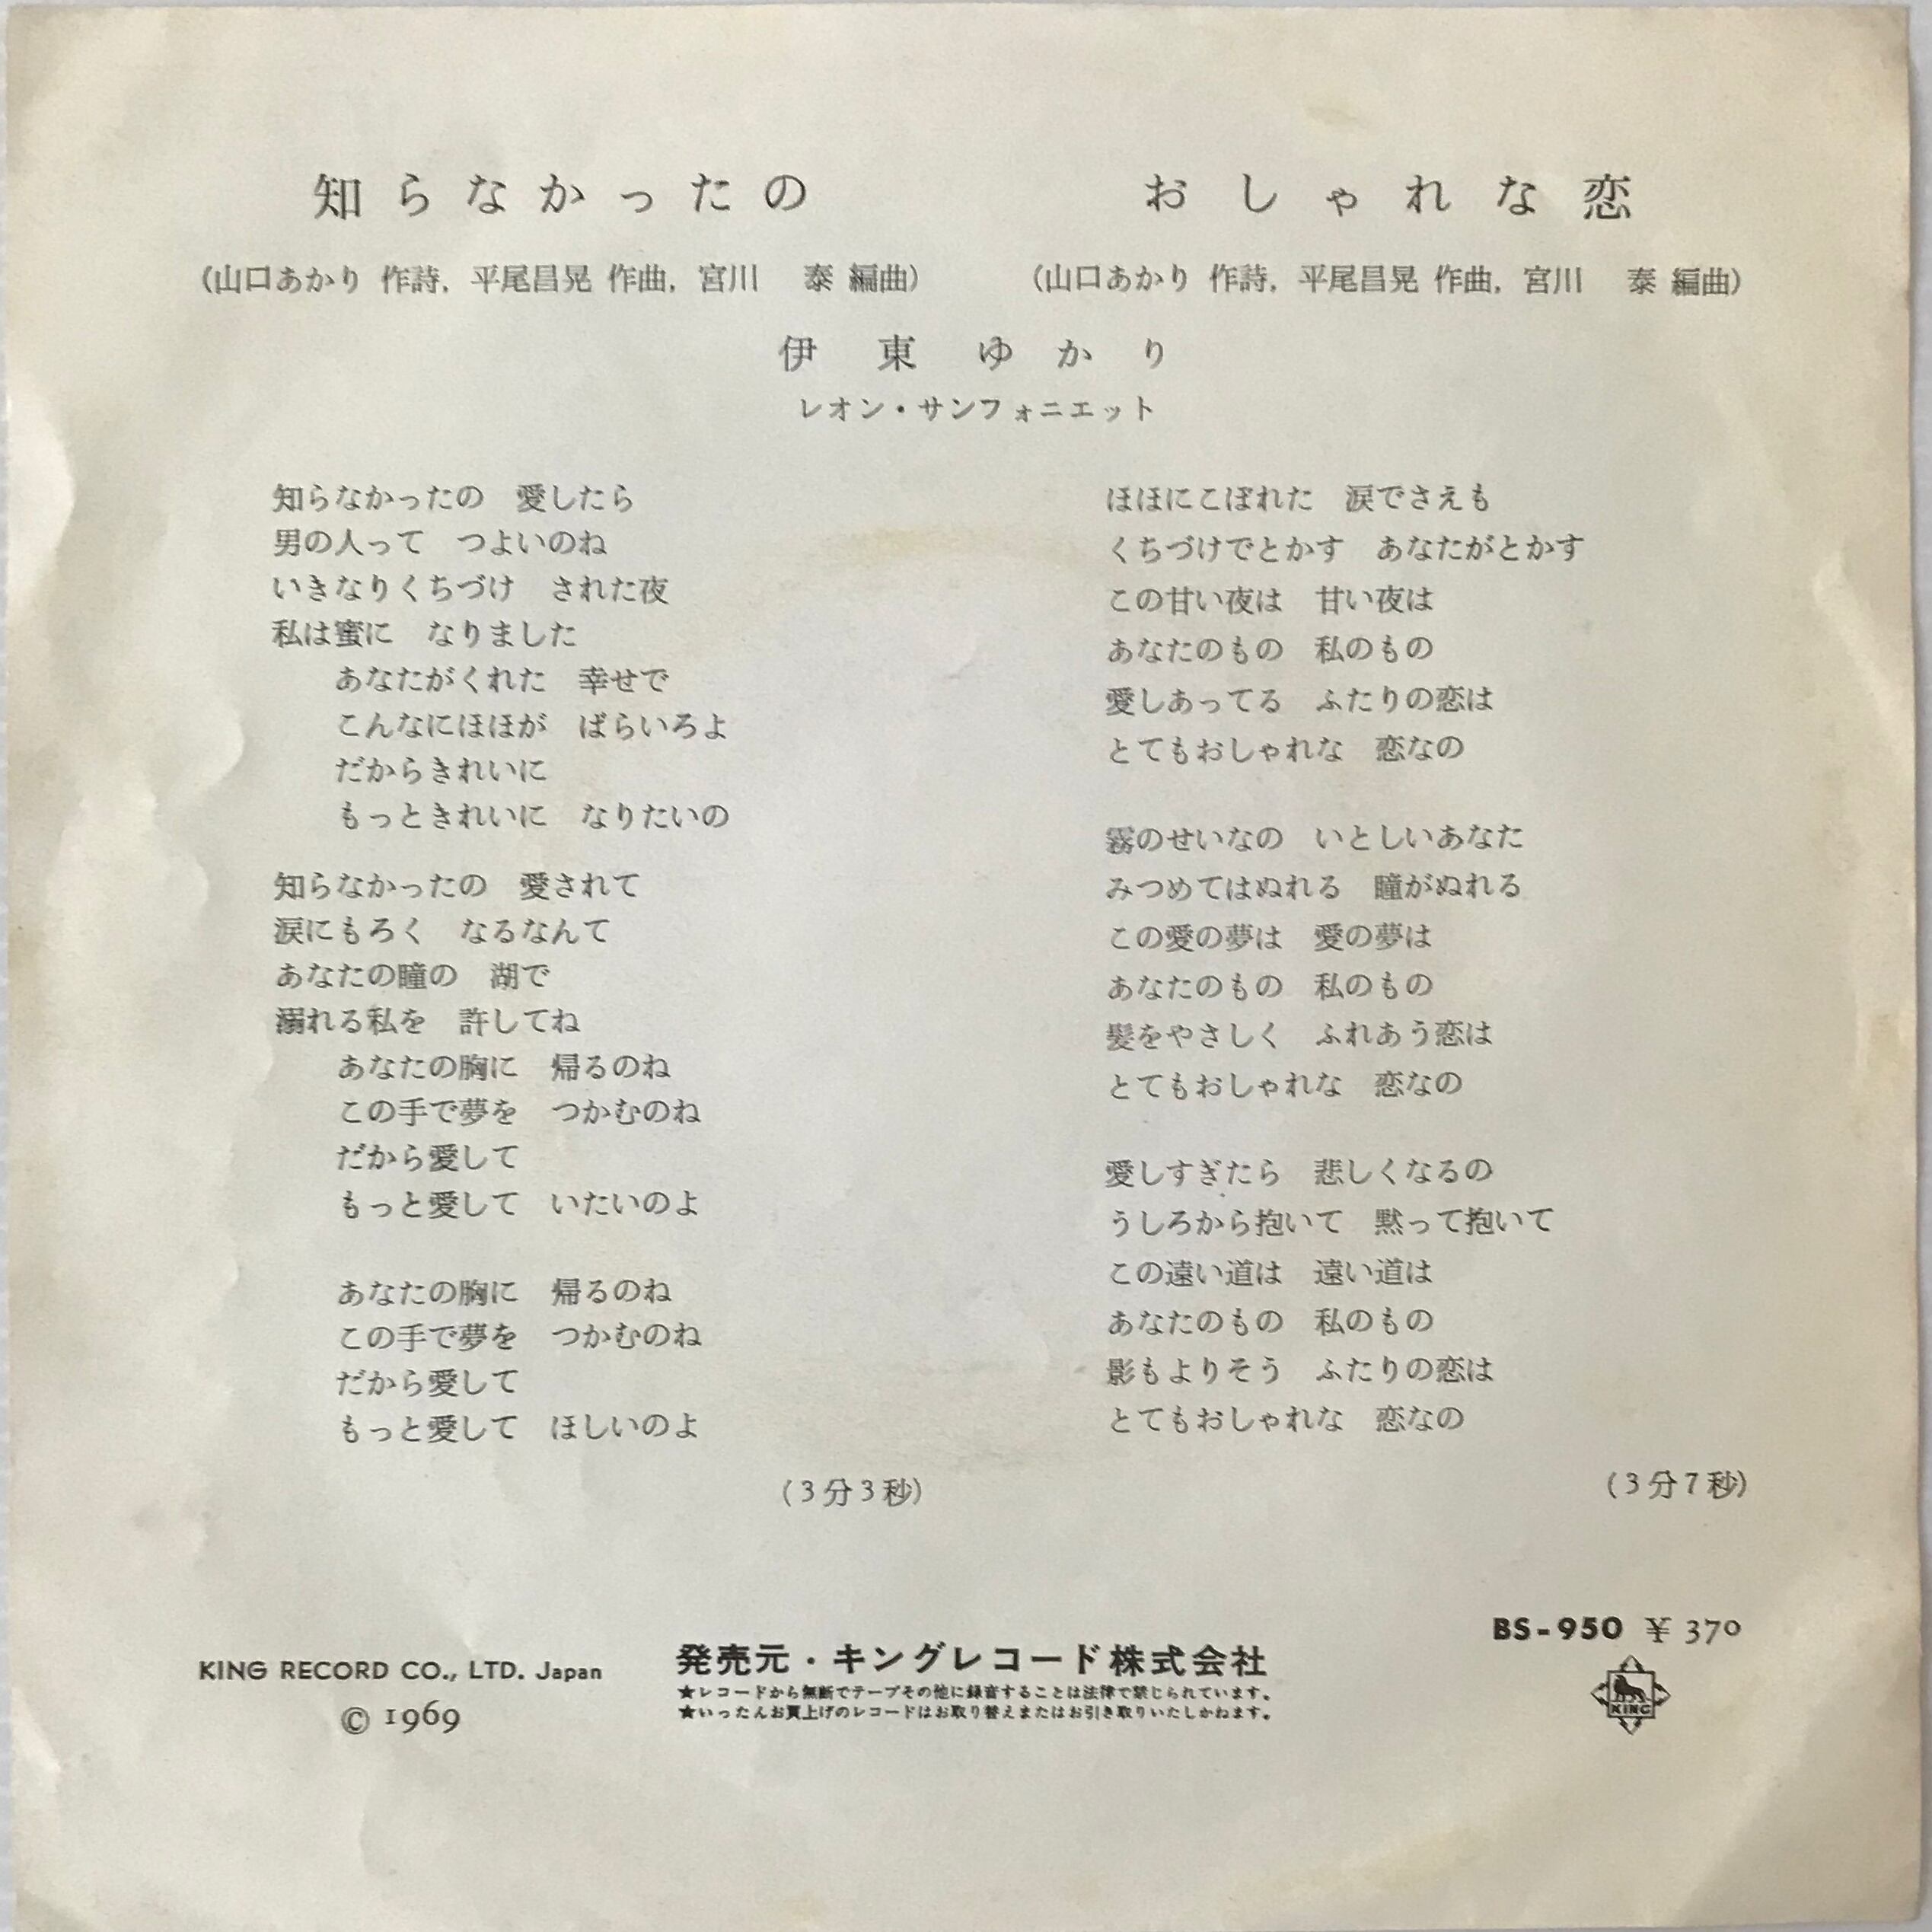 知らなかったの
(山口あかり 作詩, 平尾昌晃 作曲, 宮川 泰 編曲)
おしゃれな恋
(山口あかり 作詩, 平尾昌晃 作曲, 宮川 泰 編曲)
伊東ゆかり
レオン・サンフォニエット
知らなかったの 愛したら
男の人って つよいのね
いきなりくちづけ された夜
私は蜜に なりました
あなたがくれた 幸せで
こんなにほほが ばらいろよ
だからきれいに
もっときれいに なりたいの
知らなかったの 愛されて
涙にもろく なるなんて
あなたの瞳の 湖で
溺れる私を 許してね
あなたの胸に 帰るのね
この手で夢を つかむのね
だから愛して
もっと愛して いたいのよ
あなたの胸に 帰るのね
この手で夢を つかむのね
だから愛して
もっと愛して ほしいのよ
(3分3秒)
ほほにこぼれた 涙でさえも
くちづけでとかす あなたがとかす
この甘い夜は 甘い夜は
あなたのもの 私のもの
愛しあってる ふたりの恋は
とてもおしゃれな 恋なの
霧のせいなの いとしいあなた
みつめてはぬれる 瞳がぬれる
この愛の夢は 愛の夢は
あなたのもの 私のもの
髪をやさしく ふれあう恋は
とてもおしゃれな 恋なの
愛しすぎたら 悲しくなるの
うしろから抱いて 黙って抱いて
この遠い道は 遠い道は
あなたのもの 私のもの
影もよりそう ふたりの恋は
とてもおしゃれな 恋なの
(3分7秒)
KING RECORD CO., LTD. Japan
© 1969
発売元・キングレコード株式会社
★レコードから無断でテープその他に録音することは法律で禁じられています。
★いったんお買上げのレコードはお取り替えまたはお引き取りいたしかねます。
BS-950 ¥ 370
KING